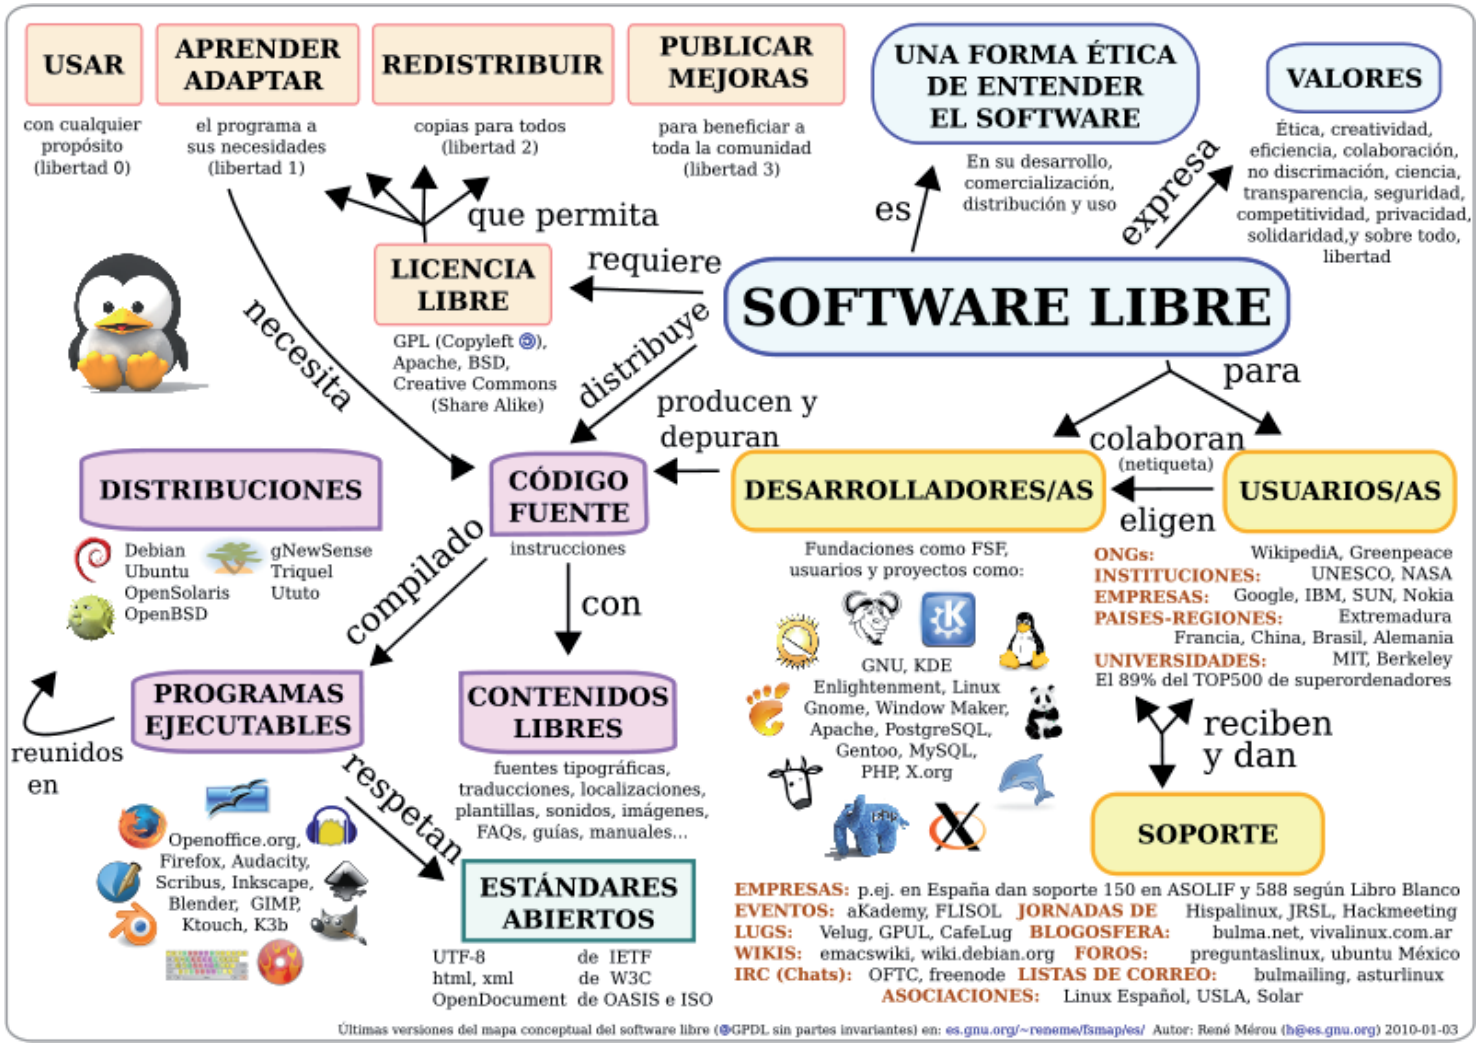 USAR
con cualquier
propósito
(libertad 0)
APRENDER
ADAPTAR
el programa a
sus necesidades
(libertad 1)
REDISTRIBUIR
copias para todos
(libertad 2)
PUBLICAR
MEJORAS
para beneficiar a
toda la comunidad
(libertad 3)
UNA FORMA ÉTICA
DE ENTENDER
EL SOFTWARE
En su desarrollo,
comercialización,
distribución y uso
VALORES
Ética, creatividad,
eficiencia, colaboración,
no discrimación, ciencia,
transparencia, seguridad,
competitividad, privacidad,
solidaridad,y sobre todo,
libertad
es
expresa
que permita
LICENCIA
LIBRE
GPL (Copyleft ),
Apache, BSD,
Creative Commons
(Share Alike)
requiere
SOFTWARE LIBRE
necesita
distribuye
para
producen y
depuran
colaboran
(netiqueta)
eligen
DISTRIBUCIONES
Debian
Ubuntu
OpenSolaris
OpenBSD
gNewSense
Triquel
Ututo
CÓDIGO
FUENTE
instrucciones
DESARROLLADORES/AS
Fundaciones como FSF,
usuarios y proyectos como:
GNU, KDE
Enlightenment, Linux
Gnome, Window Maker,
Apache, PostgreSQL,
Gentoo, MySQL,
PHP, X.org
K
php
X
USUARIOS/AS
ONGs: WikipediA, Greenpeace
INSTITUCIONES: UNESCO, NASA
EMPRESAS: Google, IBM, SUN, Nokia
PAISES-REGIONES: Extremadura
Francia, China, Brasil, Alemania
UNIVERSIDADES: MIT, Berkeley
El 89% del TOP500 de superordenadores
compilado
con
reunidos
en
PROGRAMAS
EJECUTABLES
Openoffice.org,
Firefox, Audacity,
Scribus, Inkscape,
Blender, GIMP,
Ktouch, K3b
respetan
CONTENIDOS
LIBRES
fuentes tipográficas,
traducciones, localizaciones,
plantillas, sonidos, imágenes,
FAQs, guías, manuales...
ESTÁNDARES
ABIERTOS
UTF-8 de IETF
html, xml de W3C
OpenDocument de OASIS e ISO
reciben
y dan
SOPORTE
EMPRESAS: p.ej. en España dan soporte 150 en ASOLIF y 588 según Libro Blanco
EVENTOS: aKademy, FLISOL JORNADAS DE Hispalinux, JRSL, Hackmeeting
LUGS: Velug, GPUL, CafeLug BLOGOSFERA: bulma.net, vivalinux.com.ar
WIKIS: emacswiki, wiki.debian.org FOROS: preguntaslinux, ubuntu México
IRC (Chats): OFTC, freenode LISTAS DE CORREO: bulmailing, asturlinux
ASOCIACIONES: Linux Español, USLA, Solar
Últimas versiones del mapa conceptual del software libre (GPDL sin partes invariantes) en: es.gnu.org/~reneme/fsmap/es/ Autor: René Mérou (h@es.gnu.org) 2010-01-03